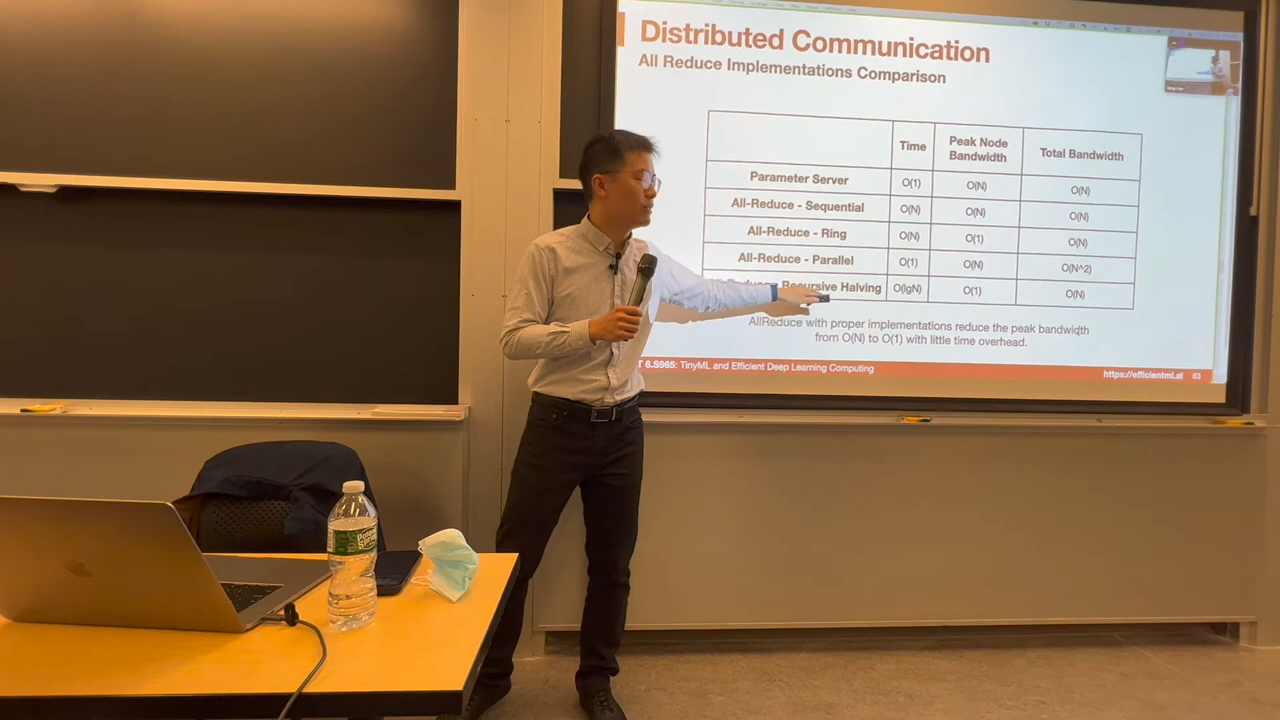 Distributed Communication
All Reduce Implementations Comparison
Time
Peak Node
Bandwidth
Total Bandwidth
Parameter Server O(1) O(N) O(N)
All-Reduce - Sequential O(N) O(N) O(N)
All-Reduce - Ring O(N) O(1) O(N)
All-Reduce - Parallel O(1) O(N) O(N^2)
Recursive Halving O(lgN) O(1) O(N)
AllReduce with proper implementations reduce the peak bandwidth
from O(N) to O(1) with little time overhead.
6.S965: TinyML and Efficient Deep Learning Computing
https://efficientml.ai 63